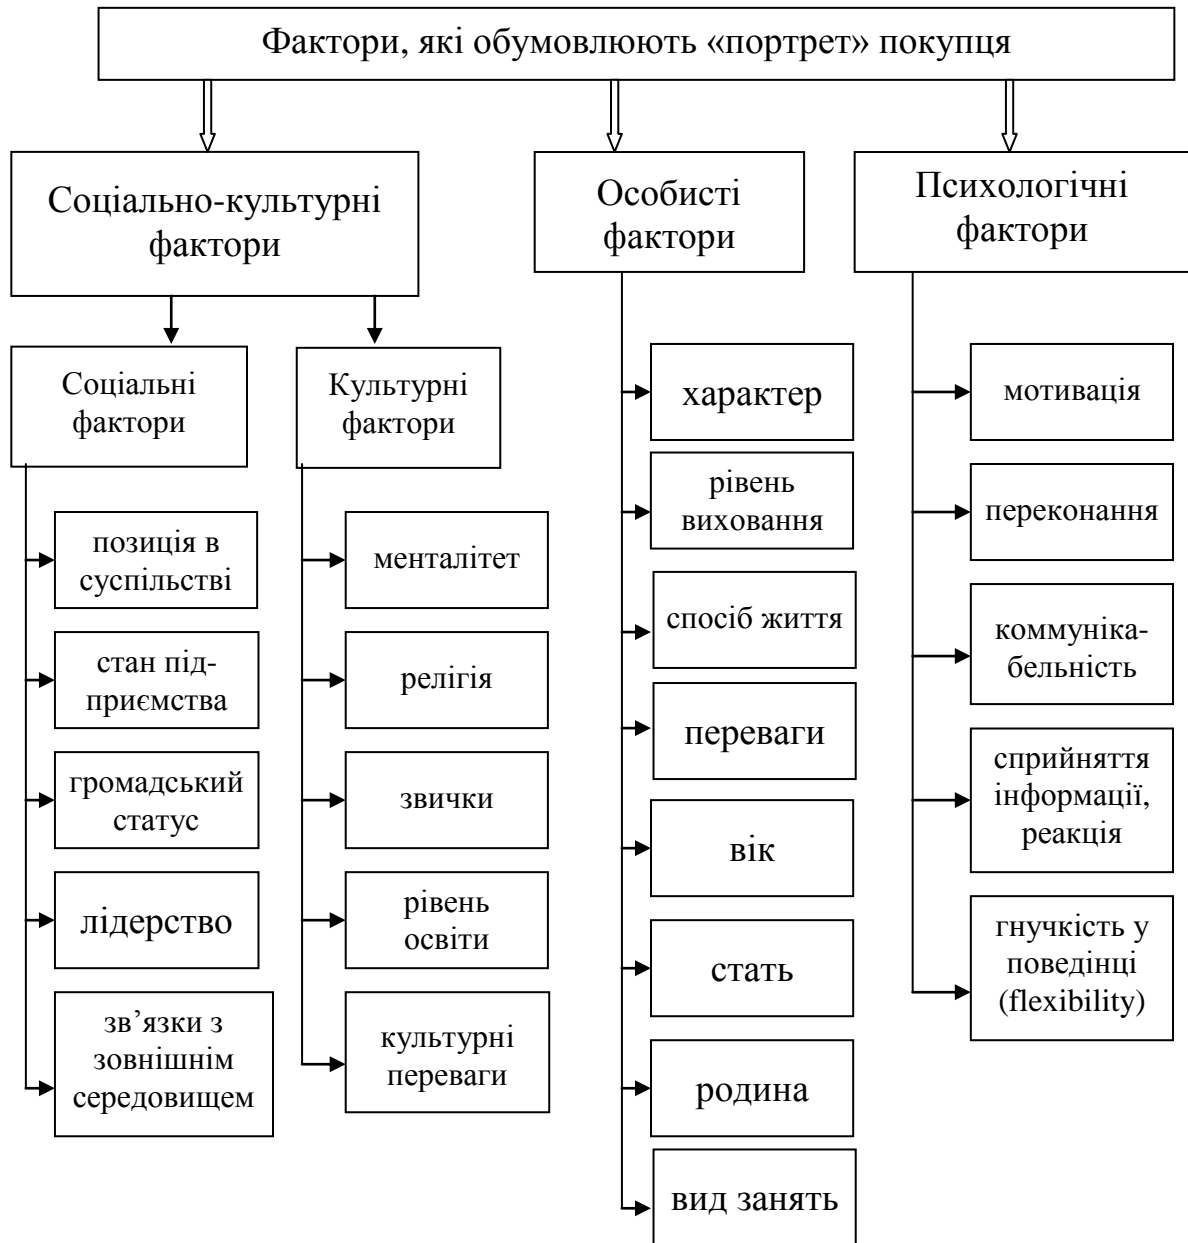 Фактори, які обумовлюють «портрет» покупця
Соціально-культурні
фактори
Особисті
фактори
Психологічні
фактори
Соціальні
фактори
Культурні
фактори
позиція в
суспільстві
стан під-
приємства
громадський
статус
лідерство
зв’язки з
зовнішнім
середовищем
менталітет
релігія
звички
рівень
освіти
культурні
переваги
характер
рівень
виховання
спосіб життя
переваги
вік
стать
родина
вид занять
мотивація
переконання
коммуніка-
бельність
сприйняття
інформації,
реакція
гнучкість у
поведінці
(flexibility)